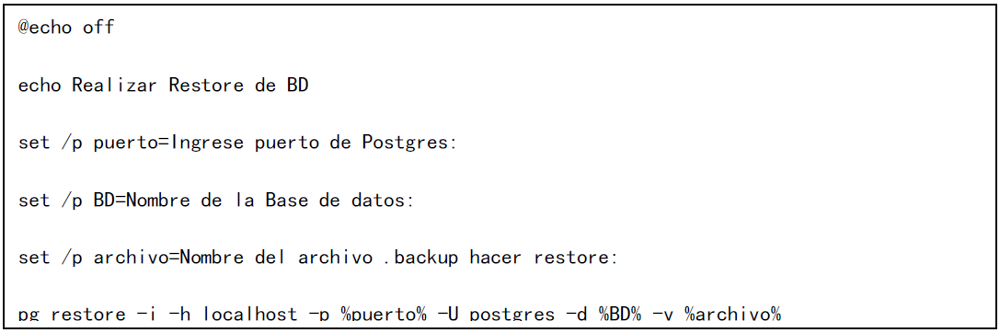 @echo off
echo Realizar Restore de BD
set /p puerto=Ingrese puerto de Postgres:
set /p BD=Nombre de la Base de datos:
set /p archivo=Nombre del archivo .backup hacer restore:
pg_restore -i -h localhost -p %puerto% -U postgres -d %BD% -v %archivo%